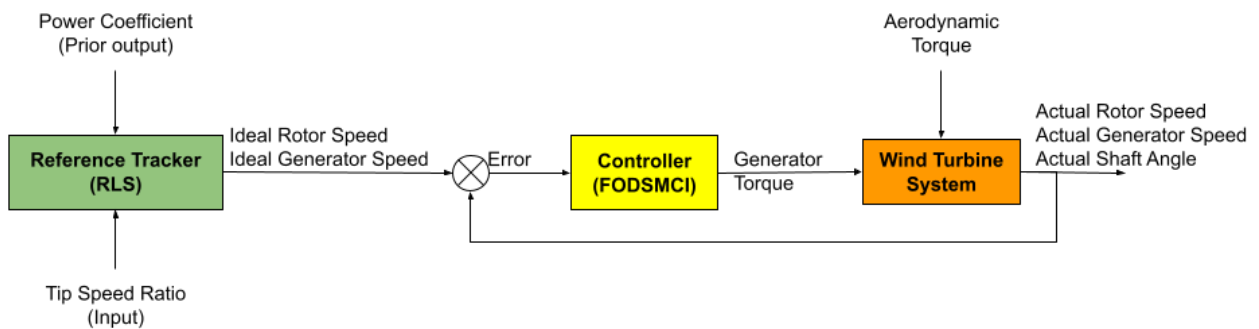 Power Coefficient
(Prior output)
Aerodynamic
Torque
Reference Tracker
(RLS)
Ideal Rotor Speed
Ideal Generator Speed
Error
Controller
(FODSMCI)
Generator
Torque
Wind Turbine
System
Actual Rotor Speed
Actual Generator Speed
Actual Shaft Angle
Tip Speed Ratio
(Input)